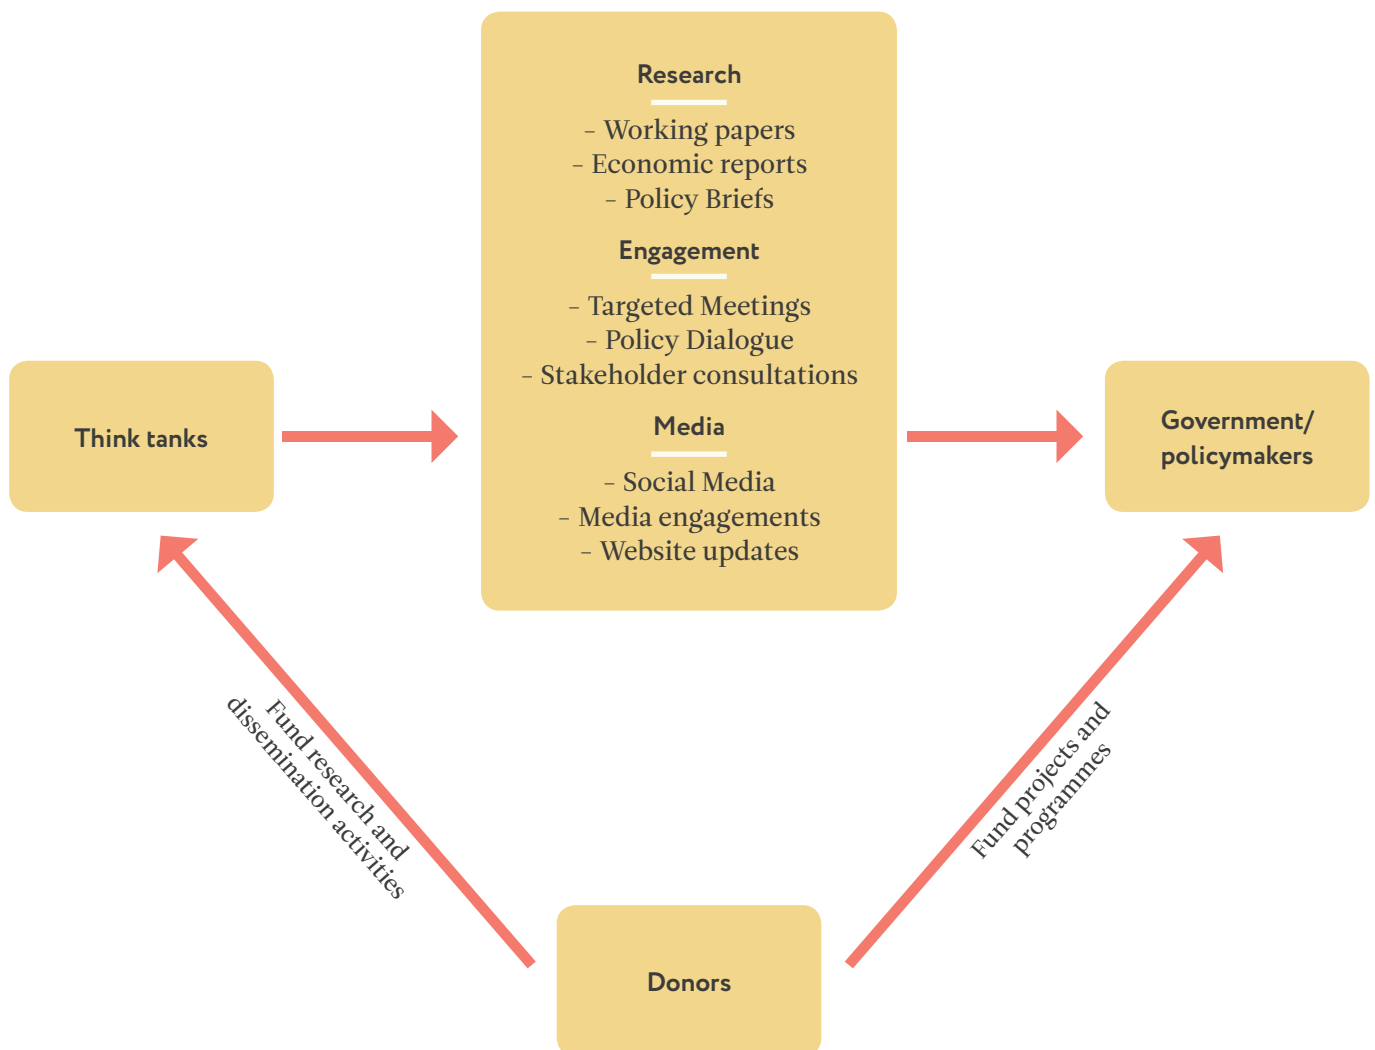 Research
– Working papers
– Economic reports
– Policy Briefs
Engagement
– Targeted Meetings
– Policy Dialogue
– Stakeholder consultations
Media
– Social Media
– Media engagements
– Website updates
Think tanks
Government/
policymakers
Fund research and
dissemination activities
Fund projects and
programmes
Donors